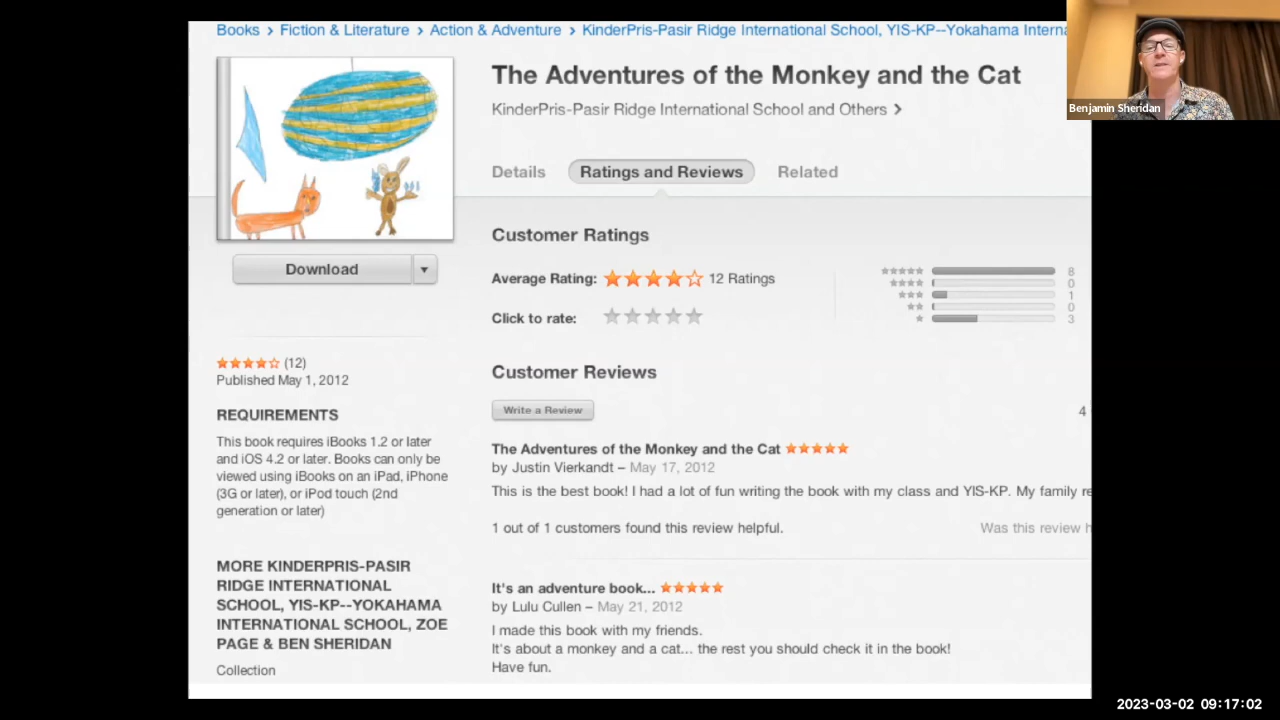 Books > Fiction & Literature > Action & Adventure > KinderPris-Pasir Ridge International School, YIS-KP--Yokahama Interna
The Adventures of the Monkey and the Cat
KinderPris-Pasir Ridge International School and Others >
Benjamin Sheridan
Details Ratings and Reviews Related
Customer Ratings
Average Rating: 12 Ratings
8
0
1
0
3
Click to rate:
Download
(12)
Published May 1, 2012
REQUIREMENTS
This book requires iBooks 1.2 or later
and iOS 4.2 or later. Books can only be
viewed using iBooks on an iPad, iPhone
(3G or later), or iPod touch (2nd
generation or later)
MORE KINDERPRIS-PASIR
RIDGE INTERNATIONAL
SCHOOL, YIS-KP--YOKAHAMA
INTERNATIONAL SCHOOL, ZOE
PAGE & BEN SHERIDAN
Collection
Customer Reviews
Write a Review
4
The Adventures of the Monkey and the Cat
by Justin Vierkandt – May 17, 2012
This is the best book! I had a lot of fun writing the book with my class and YIS-KP. My family re
1 out of 1 customers found this review helpful. Was this review h
It's an adventure book...
by Lulu Cullen – May 21, 2012
I made this book with my friends.
It's about a monkey and a cat... the rest you should check it in the book!
Have fun.
2023-03-02 09:17:02